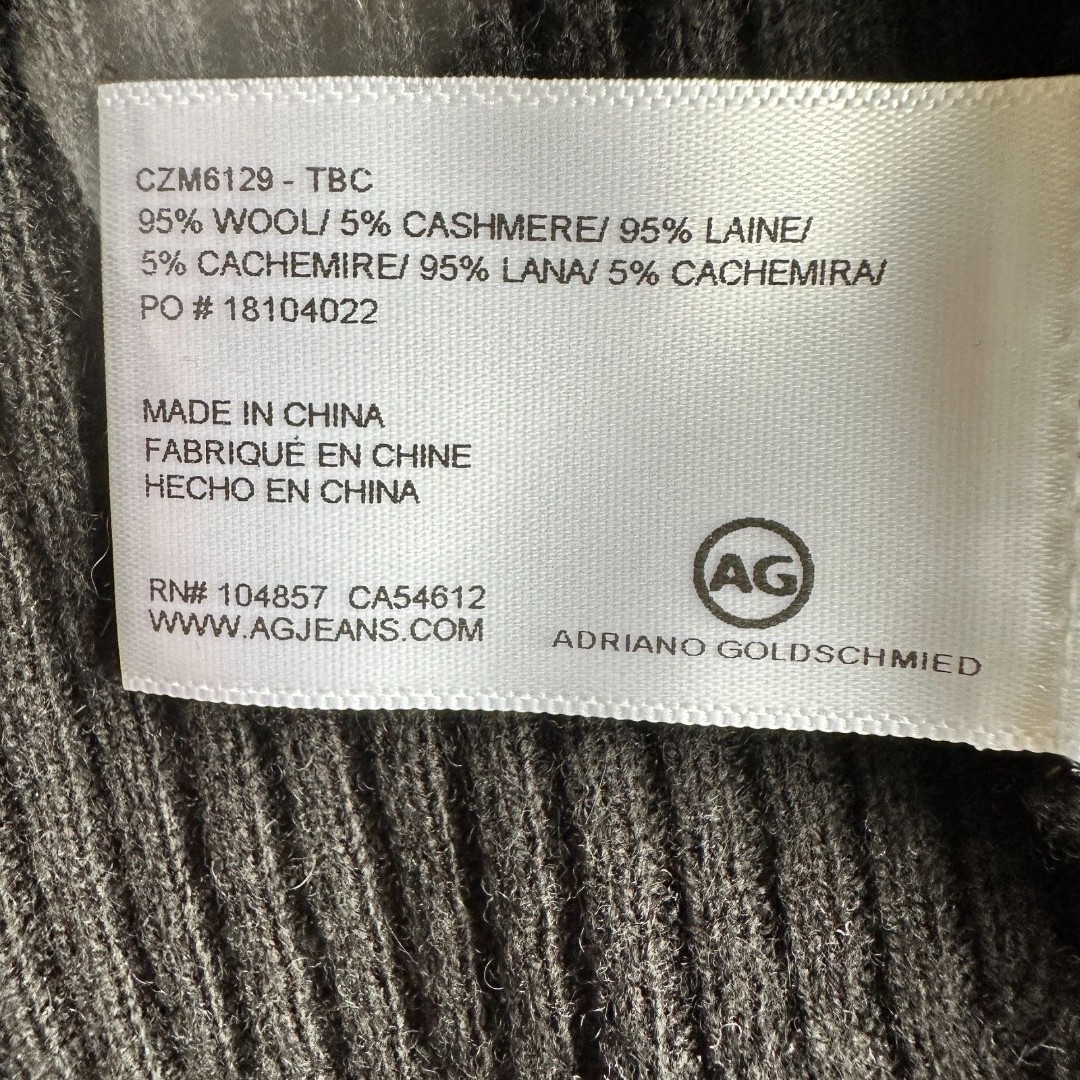 CZM6129 - TBC
95% WOOL/ 5% CASHMERE/ 95% LAINE/
5% CACHEMIRE/ 95% LANA/ 5% CACHEMIRA/
PO # 18104022
MADE IN CHINA
FABRIQUÉ EN CHINE
HECHO EN CHINA
RN# 104857 CA54612
WWW.AGJEANS.COM
AG
ADRIANO GOLDSCHMIED